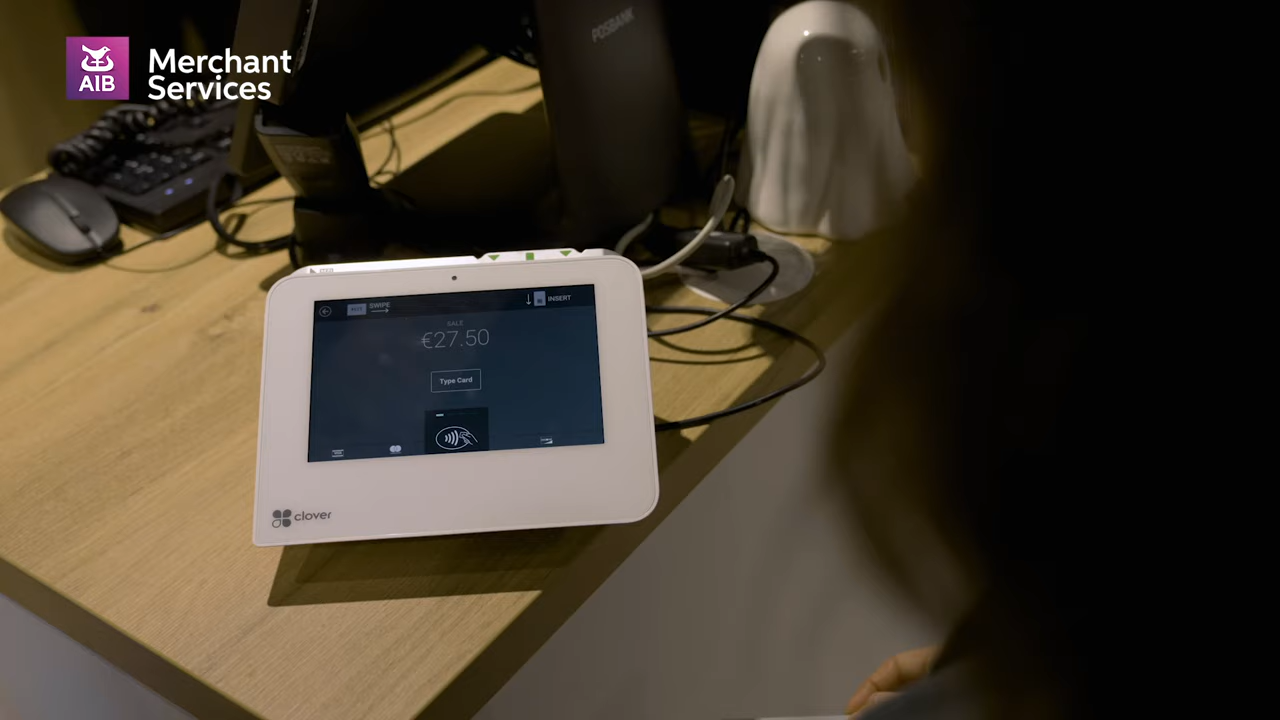 AIB
Merchant
Services
POSBANK
SWIPE
INSERT
SALE
€27.50
Type Card
clover